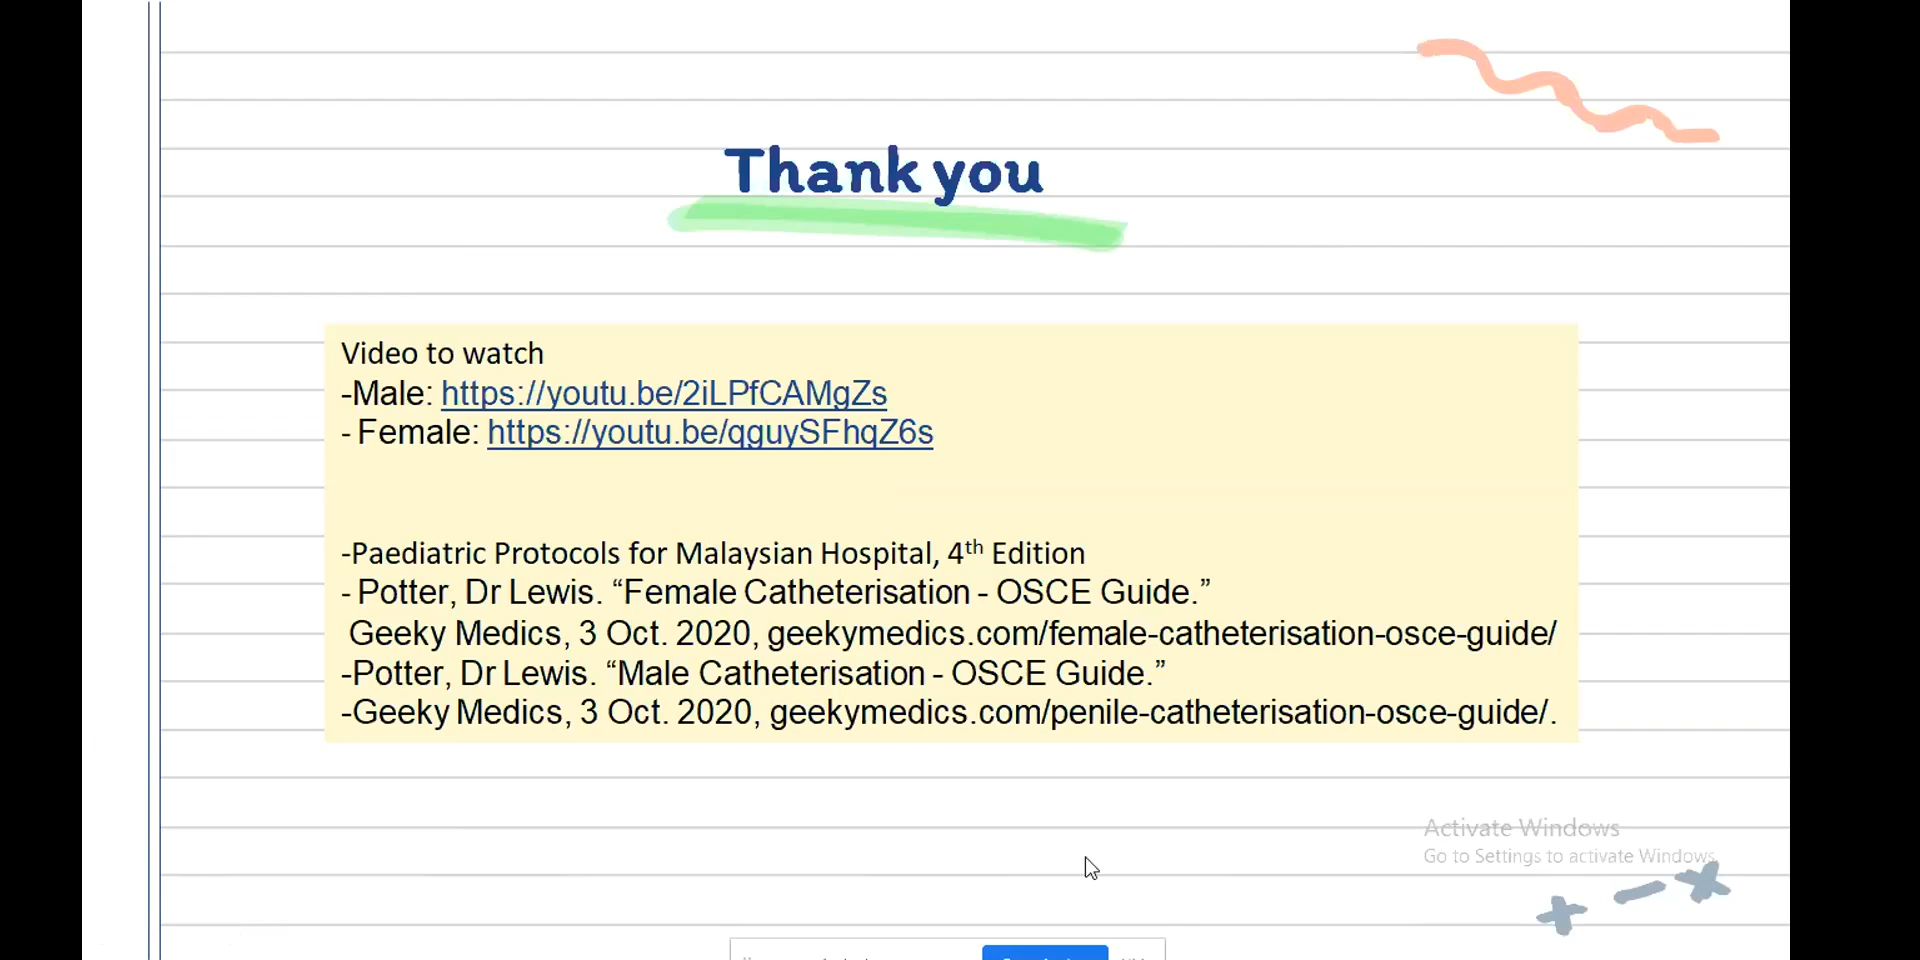 Thank you
Video to watch
-Male: https://youtu.be/2iLPfCAMgZs
- Female: https://youtu.be/qguySFhqZ6s
-Paediatric Protocols for Malaysian Hospital, 4th Edition
- Potter, Dr Lewis. “Female Catheterisation - OSCE Guide.”
Geeky Medics, 3 Oct. 2020, geekymedics.com/female-catheterisation-osce-guide/
-Potter, Dr Lewis. “Male Catheterisation - OSCE Guide.”
-Geeky Medics, 3 Oct. 2020, geekymedics.com/penile-catheterisation-osce-guide/.
Activate Windows
Go to Settings to activate Windows.